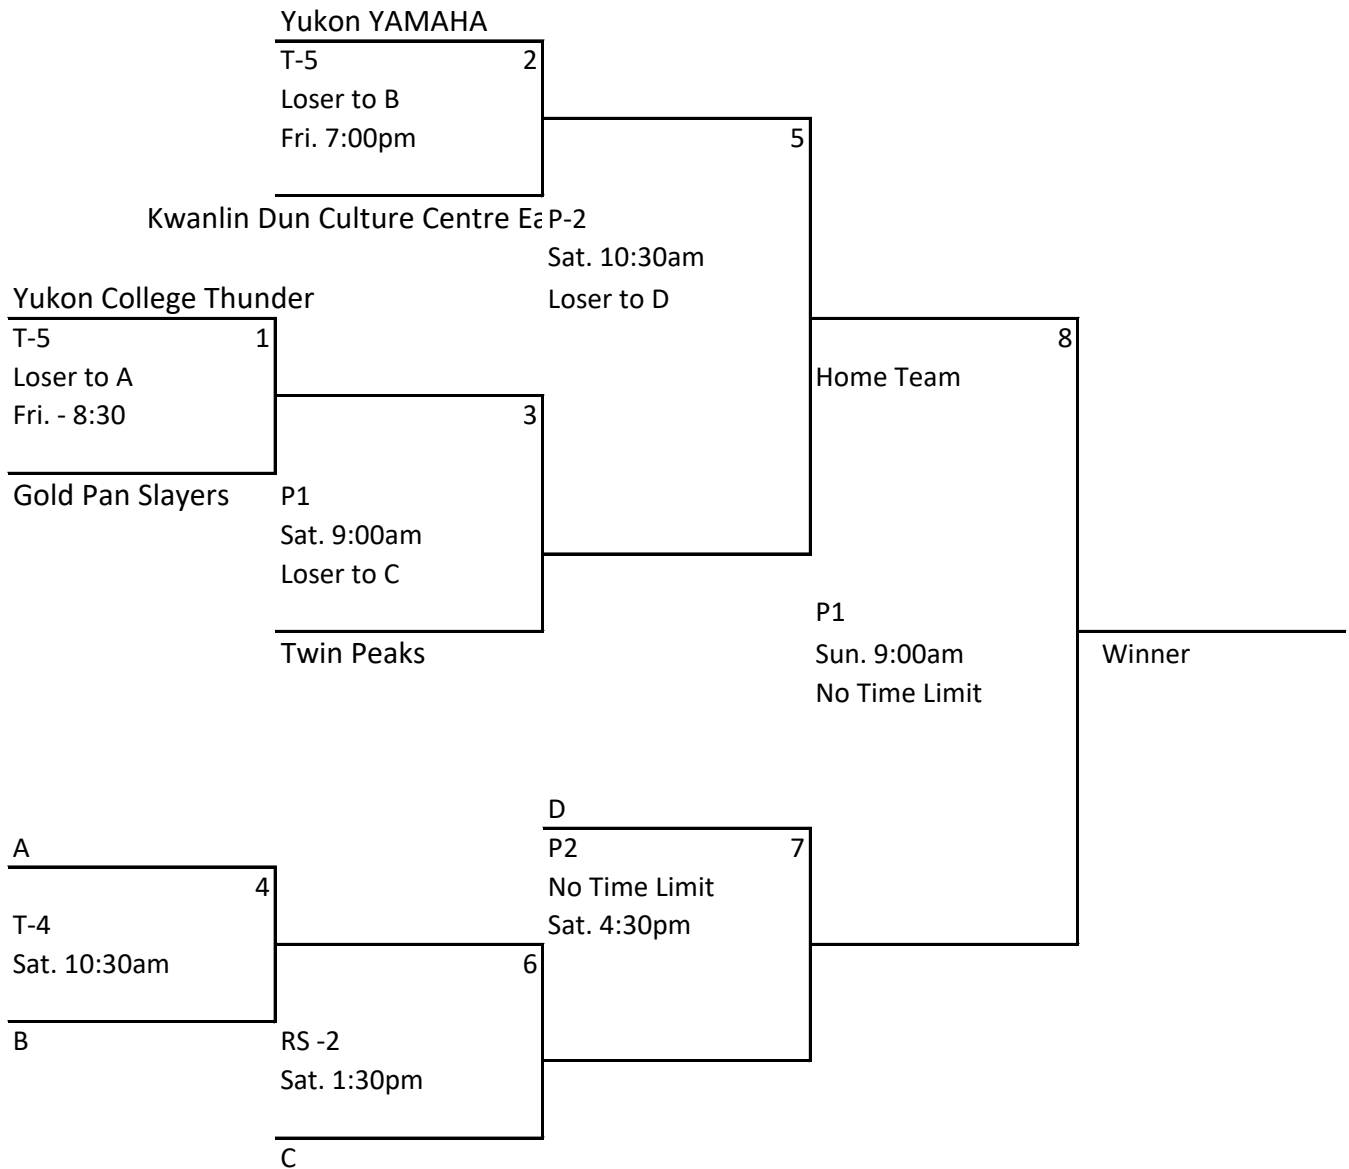 Yukon YAMAHA
T-5 2
Loser to B
Fri. 7:00pm
5
Kwanlin Dun Culture Centre Ea
P-2
Sat. 10:30am
Loser to D
Yukon College Thunder
T-5 1
Loser to A
Fri. - 8:30
8
Home Team
3
Gold Pan Slayers
P1
Sat. 9:00am
Loser to C
Twin Peaks
P1
Sun. 9:00am
No Time Limit
Winner
D
P2 7
No Time Limit
Sat. 4:30pm
A
4
T-4
Sat. 10:30am
B
6
RS -2
Sat. 1:30pm
C